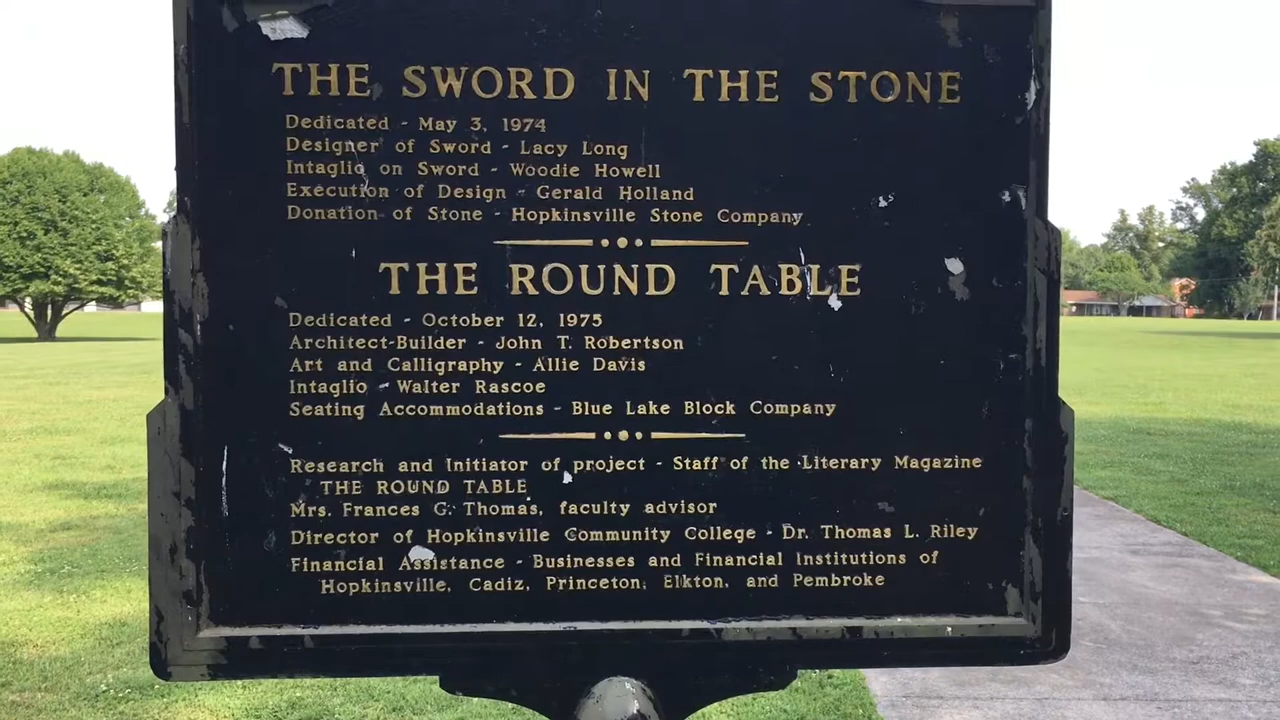 THE SWORD IN THE STONE
Dedicated - May 3, 1974
Designer of Sword - Lacy Long
Intaglio on Sword - Woodie Howell
Execution of Design - Gerald Holland
Donation of Stone - Hopkinsville Stone Company
THE ROUND TABLE
Dedicated - October 12, 1975
Architect-Builder - John T. Robertson
Art and Calligraphy - Allie Davis
Intaglio - Walter Rascoe
Seating Accommodations - Blue Lake Block Company
Research and Initiator of project - Staff of the Literary Magazine
THE ROUND TABLE
Mrs. Frances G. Thomas, faculty advisor
Director of Hopkinsville Community College - Dr. Thomas L. Riley
Financial Assistance - Businesses and Financial Institutions of
Hopkinsville, Cadiz, Princeton, Elkton, and Pembroke